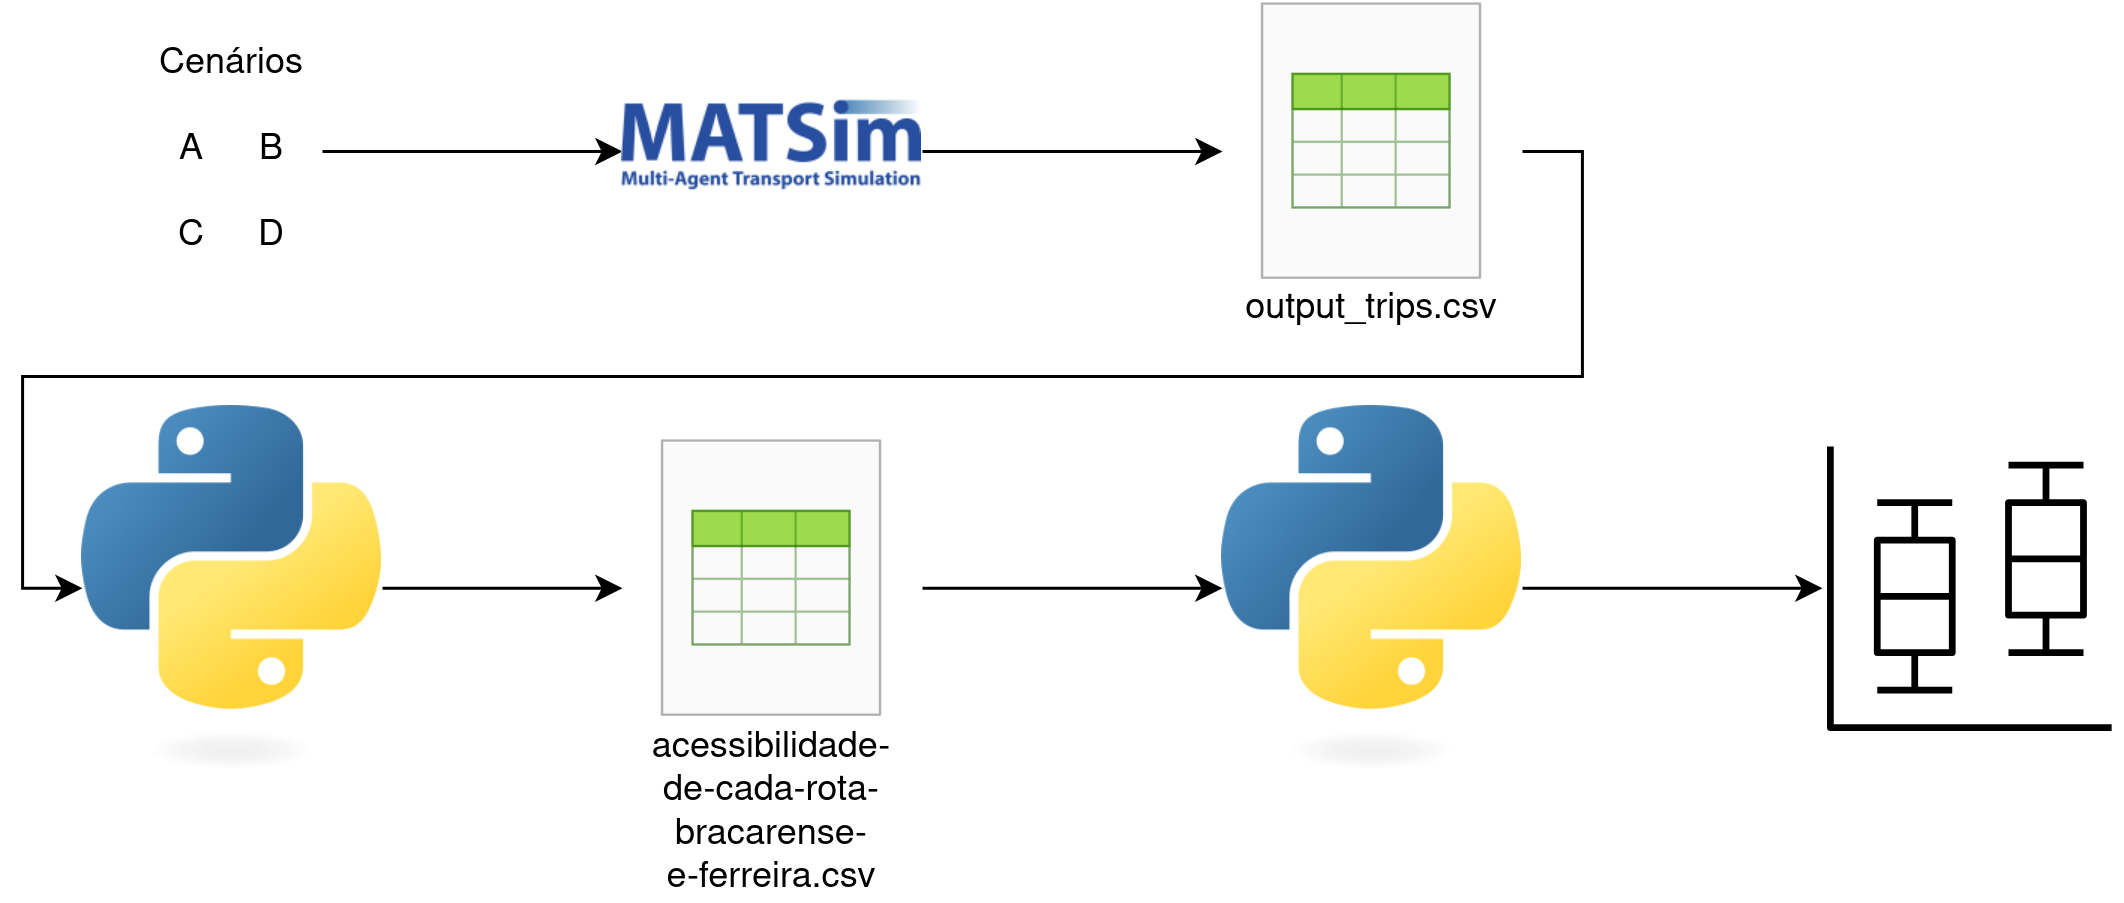 Cenários
A B
C D
MATSim
Multi-Agent Transport Simulation
output_trips.csv
acessibilidade-
de-cada-rota-
bracarense-
e-ferreira.csv